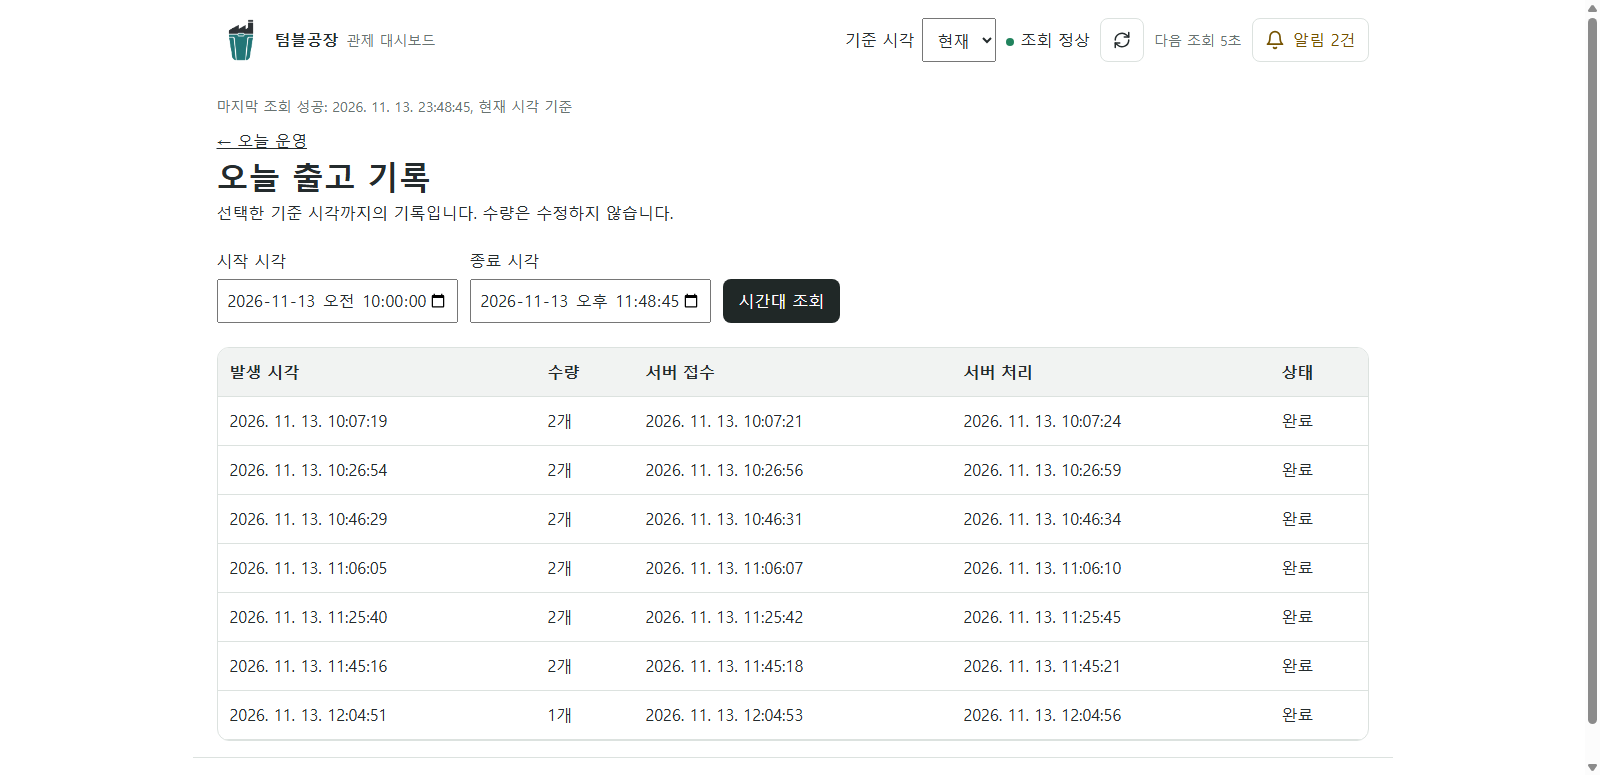 텀블공장 관제 대시보드 기준 시각 현재 조회 정상 다음 조회 5초 알림 2건
마지막 조회 성공: 2026. 11. 13. 23:48:45, 현재 시각 기준
← 오늘 운영
오늘 출고 기록
선택한 기준 시각까지의 기록입니다. 수량은 수정하지 않습니다.
시작 시각 종료 시각
2026-11-13 오전 10:00:00 2026-11-13 오후 11:48:45 시간대 조회
발생 시각 수량 서버 접수 서버 처리 상태
2026. 11. 13. 10:07:19 2개 2026. 11. 13. 10:07:21 2026. 11. 13. 10:07:24 완료
2026. 11. 13. 10:26:54 2개 2026. 11. 13. 10:26:56 2026. 11. 13. 10:26:59 완료
2026. 11. 13. 10:46:29 2개 2026. 11. 13. 10:46:31 2026. 11. 13. 10:46:34 완료
2026. 11. 13. 11:06:05 2개 2026. 11. 13. 11:06:07 2026. 11. 13. 11:06:10 완료
2026. 11. 13. 11:25:40 2개 2026. 11. 13. 11:25:42 2026. 11. 13. 11:25:45 완료
2026. 11. 13. 11:45:16 2개 2026. 11. 13. 11:45:18 2026. 11. 13. 11:45:21 완료
2026. 11. 13. 12:04:51 1개 2026. 11. 13. 12:04:53 2026. 11. 13. 12:04:56 완료